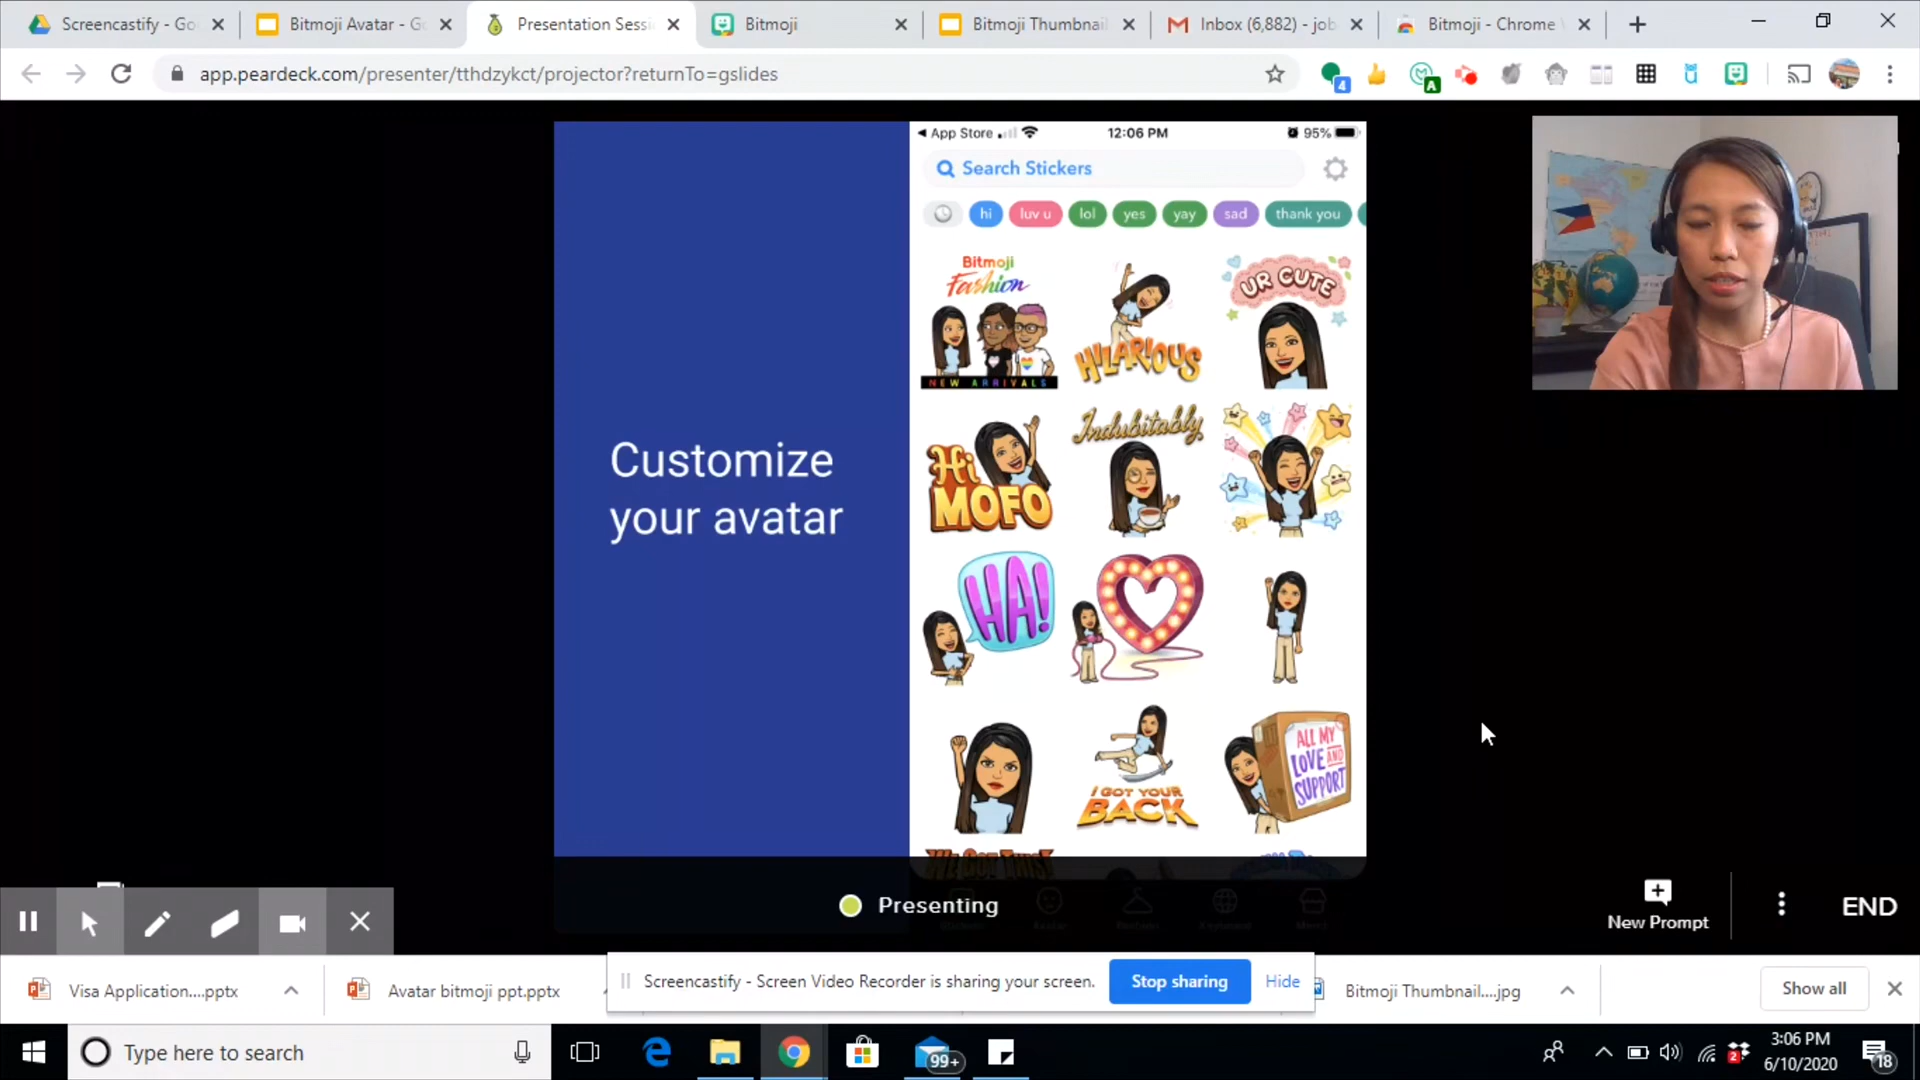 Screencastify - Go
Bitmoji Avatar - G
Presentation Sessi
Bitmoji
Bitmoji Thumbnail
Inbox (6,882) - job
Bitmoji - Chrome
app.peardeck.com/presenter/tthdzykct/projector?returnTo=gslides
4
A
App Store
12:06 PM
95%
Search Stickers
hi
luv u
lol
yes
yay
sad
thank you
Bitmoji
Fashion
NEW ARRIVALS
HILARIOUS
UR CUTE
Hi
MOFO
Indubitably
Customize
your avatar
HA!
I GOT YOUR
BACK
ALL MY
LOVE AND
SUPPORT
WE GOT THIS!
Presenting
New Prompt
END
Visa Application....pptx
Avatar bitmoji ppt.pptx
Screencastify - Screen Video Recorder is sharing your screen.
Stop sharing
Hide
Bitmoji Thumbnail....jpg
Show all
Type here to search
99+
2
3:06 PM
6/10/2020
18